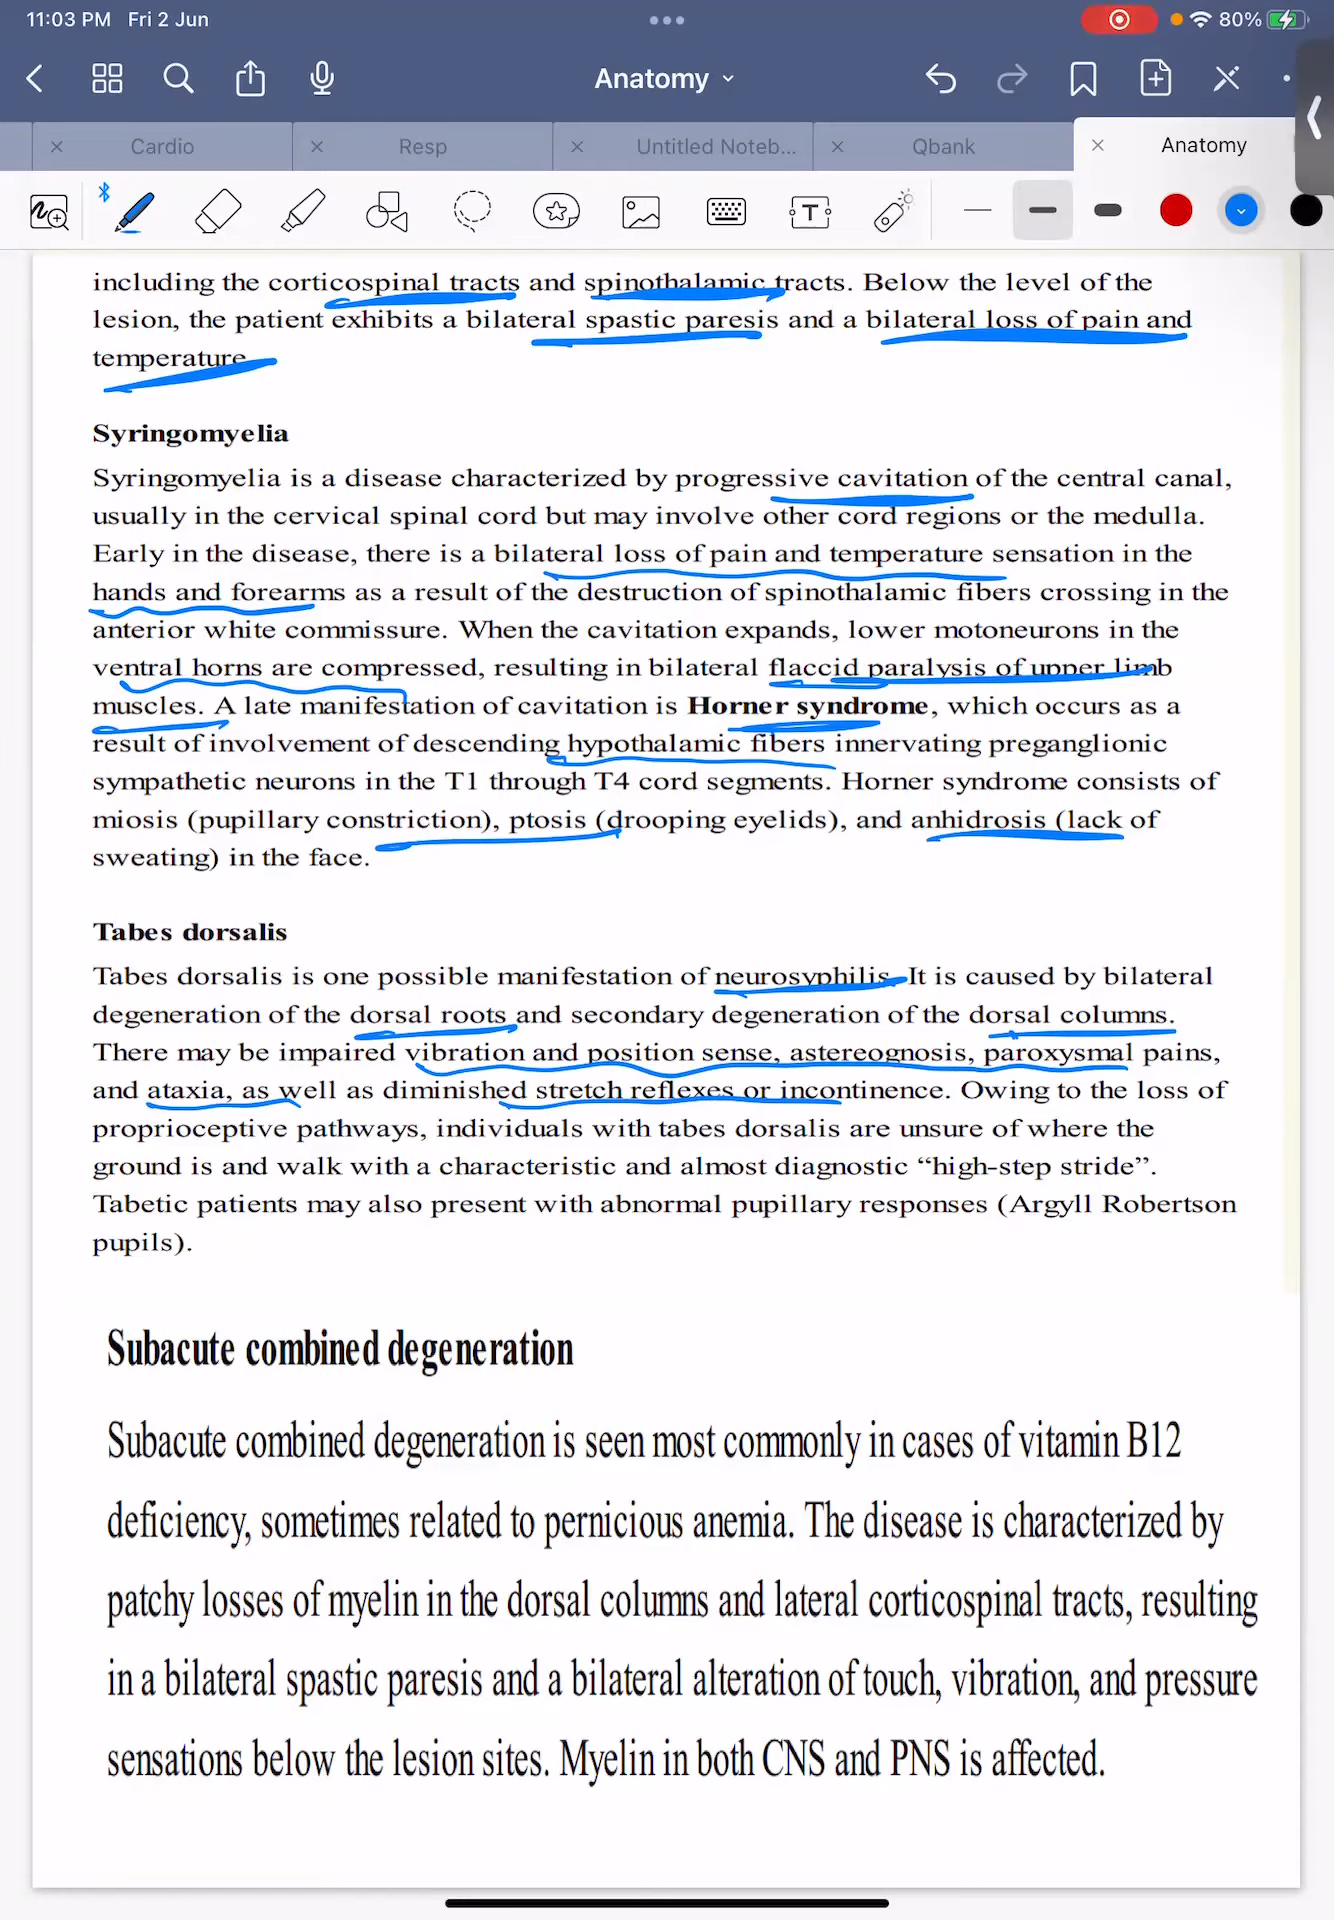 11:03 PM Fri 2 Jun
80%
Anatomy
Cardio
Resp
Untitled Noteb...
Qbank
Anatomy
T
including the corticospinal tracts and spinothalamic tracts. Below the level of the
lesion, the patient exhibits a bilateral spastic paresis and a bilateral loss of pain and
temperature
Syringomyelia
Syringomyelia is a disease characterized by progressive cavitation of the central canal,
usually in the cervical spinal cord but may involve other cord regions or the medulla.
Early in the disease, there is a bilateral loss of pain and temperature sensation in the
hands and forearms as a result of the destruction of spinothalamic fibers crossing in the
anterior white commissure. When the cavitation expands, lower motoneurons in the
ventral horns are compressed, resulting in bilateral flaccid paralysis of upper limb
muscles. A late manifestation of cavitation is Horner syndrome, which occurs as a
result of involvement of descending hypothalamic fibers innervating preganglionic
sympathetic neurons in the T1 through T4 cord segments. Horner syndrome consists of
miosis (pupillary constriction), ptosis (drooping eyelids), and anhidrosis (lack of
sweating) in the face.
Tabes dorsalis
Tabes dorsalis is one possible manifestation of neurosyphilis. It is caused by bilateral
degeneration of the dorsal roots and secondary degeneration of the dorsal columns.
There may be impaired vibration and position sense, astereognosis, paroxysmal pains,
and ataxia, as well as diminished stretch reflexes or incontinence. Owing to the loss of
proprioceptive pathways, individuals with tabes dorsalis are unsure of where the
ground is and walk with a characteristic and almost diagnostic “high-step stride”.
Tabetic patients may also present with abnormal pupillary responses (Argyll Robertson
pupils).
Subacute combined degeneration
Subacute combined degeneration is seen most commonly in cases of vitamin B12
deficiency, sometimes related to pernicious anemia. The disease is characterized by
patchy losses of myelin in the dorsal columns and lateral corticospinal tracts, resulting
in a bilateral spastic paresis and a bilateral alteration of touch, vibration, and pressure
sensations below the lesion sites. Myelin in both CNS and PNS is affected.